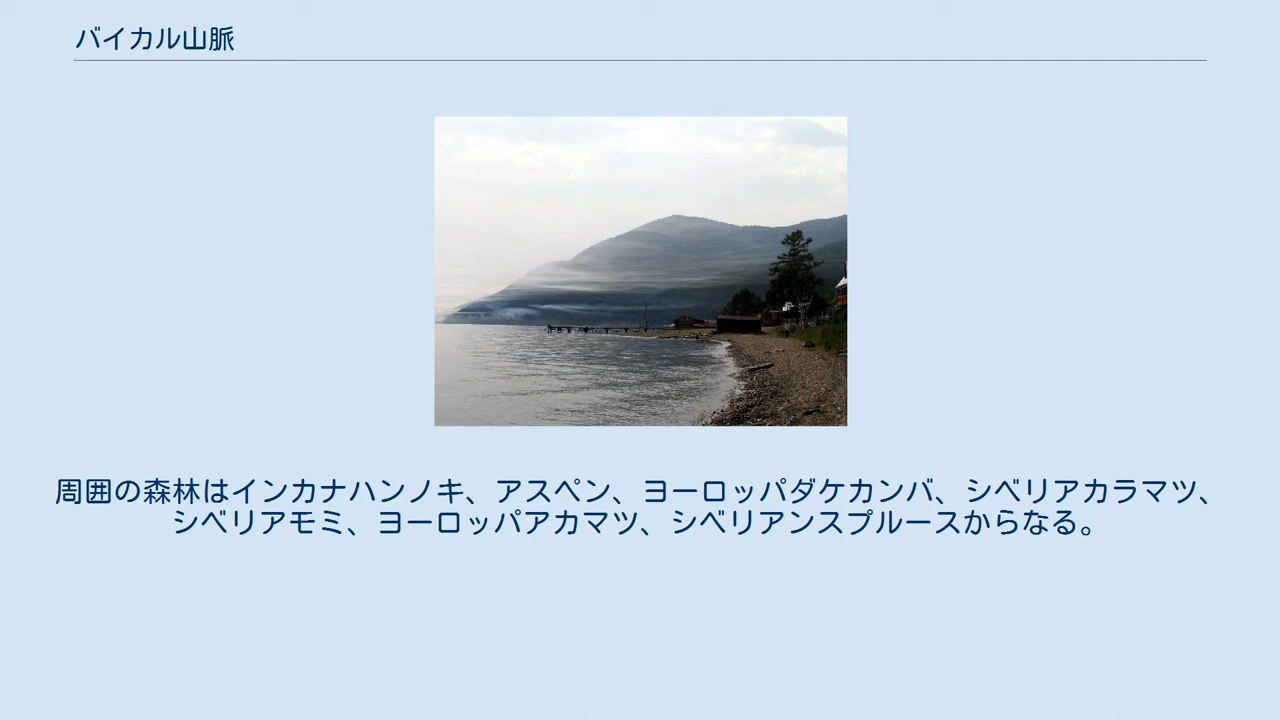 バイカル山脈
周囲の森林はインカナハンノキ、アスペン、ヨーロッパダケカンバ、シベリアカラマツ、
シベリアモミ、ヨーロッパアカマツ、シベリアンスプルースからなる。